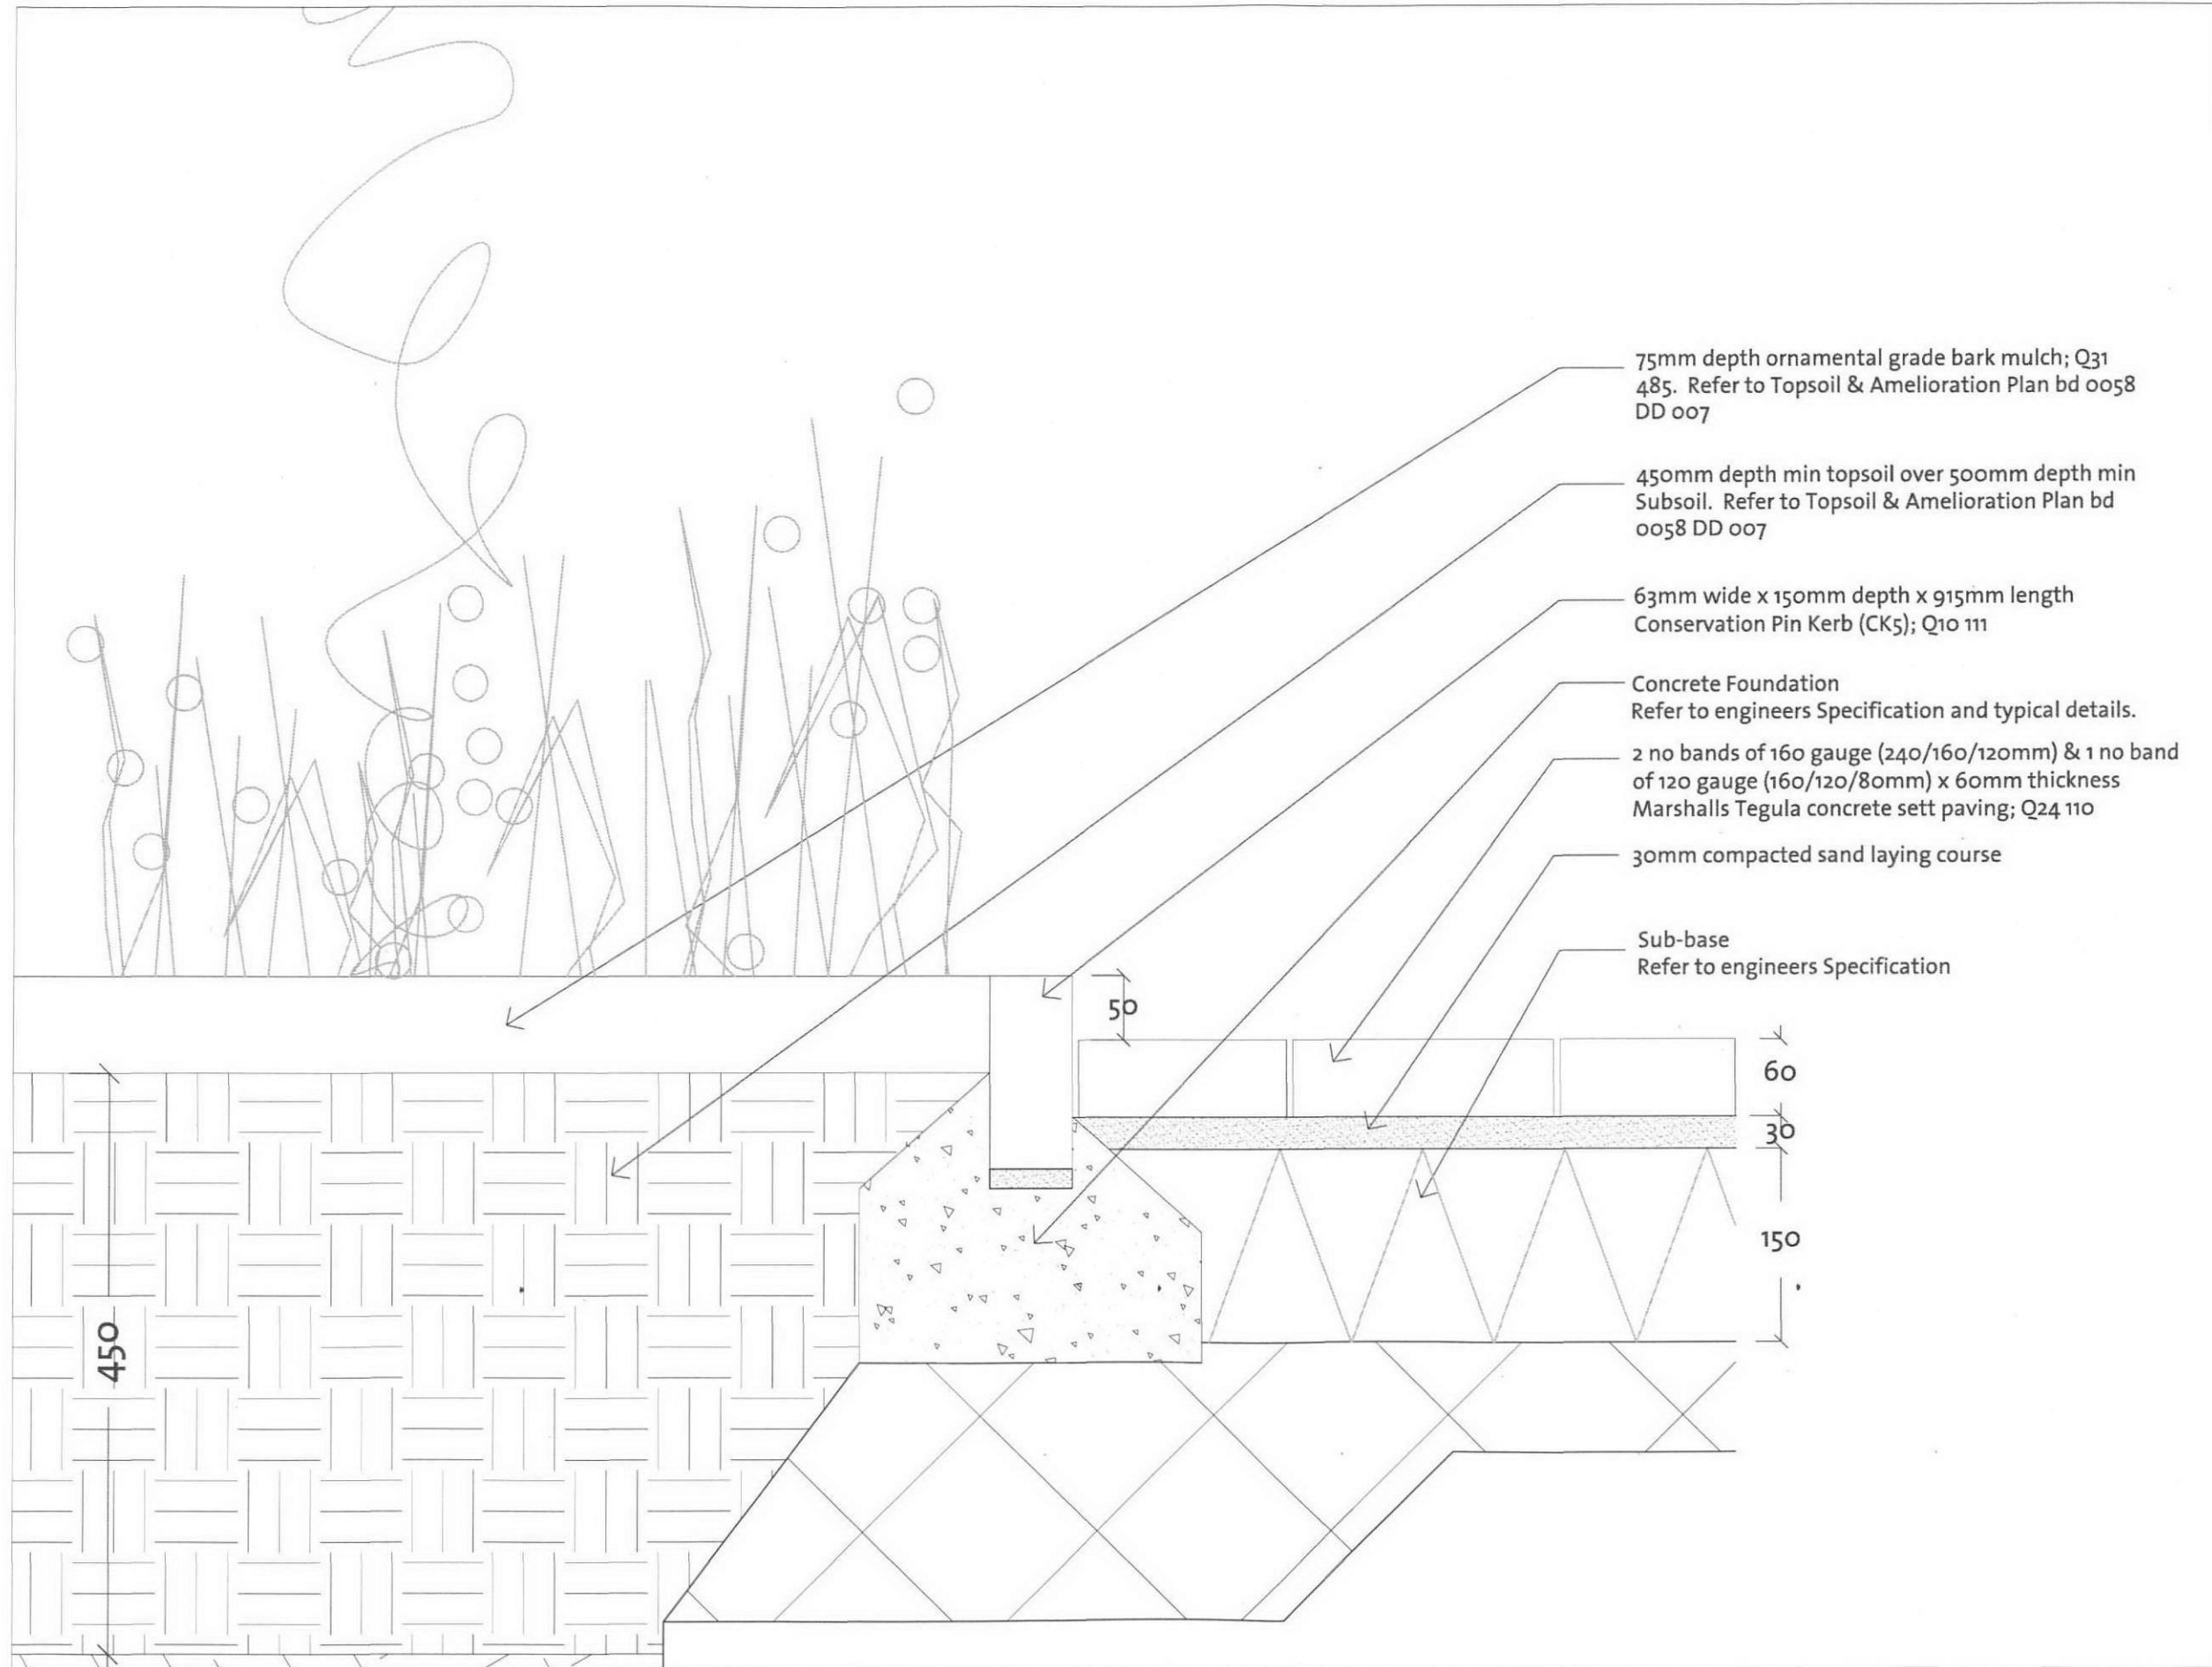 75mm depth ornamental grade bark mulch; Q31
485. Refer to Topsoil & Amelioration Plan bd 0058
DD 007
450mm depth min topsoil over 500mm depth min
Subsoil. Refer to Topsoil & Amelioration Plan bd
0058 DD 007
63mm wide x 150mm depth x 915mm length
Conservation Pin Kerb (CK5); Q10 111
Concrete Foundation
Refer to engineers Specification and typical details.
2 no bands of 160 gauge (240/160/120mm) & 1 no band
of 120 gauge (160/120/80mm) x 60mm thickness
Marshalls Tegula concrete sett paving; Q24 110
30mm compacted sand laying course
Sub-base
Refer to engineers Specification
50
60
30
150
450